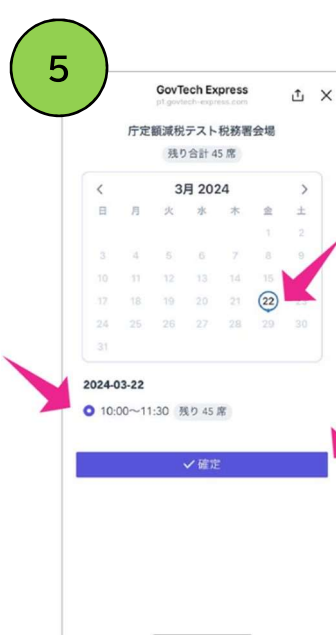 5
GovTech Express
p1.govtech-express.com
庁定額減税テスト税務署会場
残り合計 45 席
3月 2024
日 月 火 水 木 金 土
1 2
3 4 5 6 7 8 9
10 11 12 13 14 15
17 18 19 20 21 22
24 25 26 27 28 29 30
31
2024-03-22
10:00〜11:30 残り 45 席
✓ 確定